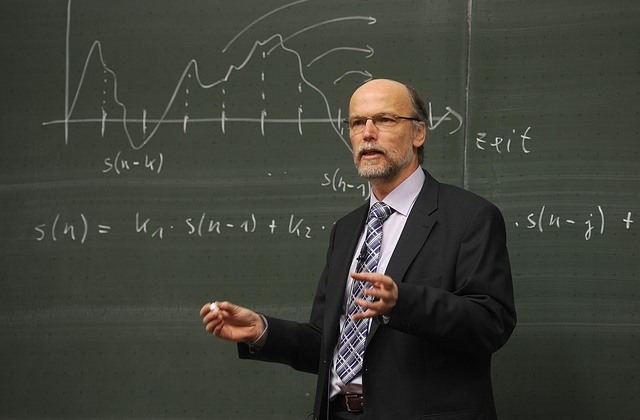 Zeit
s(n-k)
s(n-1)
s(n) = K₁ · s(n-1) + K₂ · · s(n-j) +